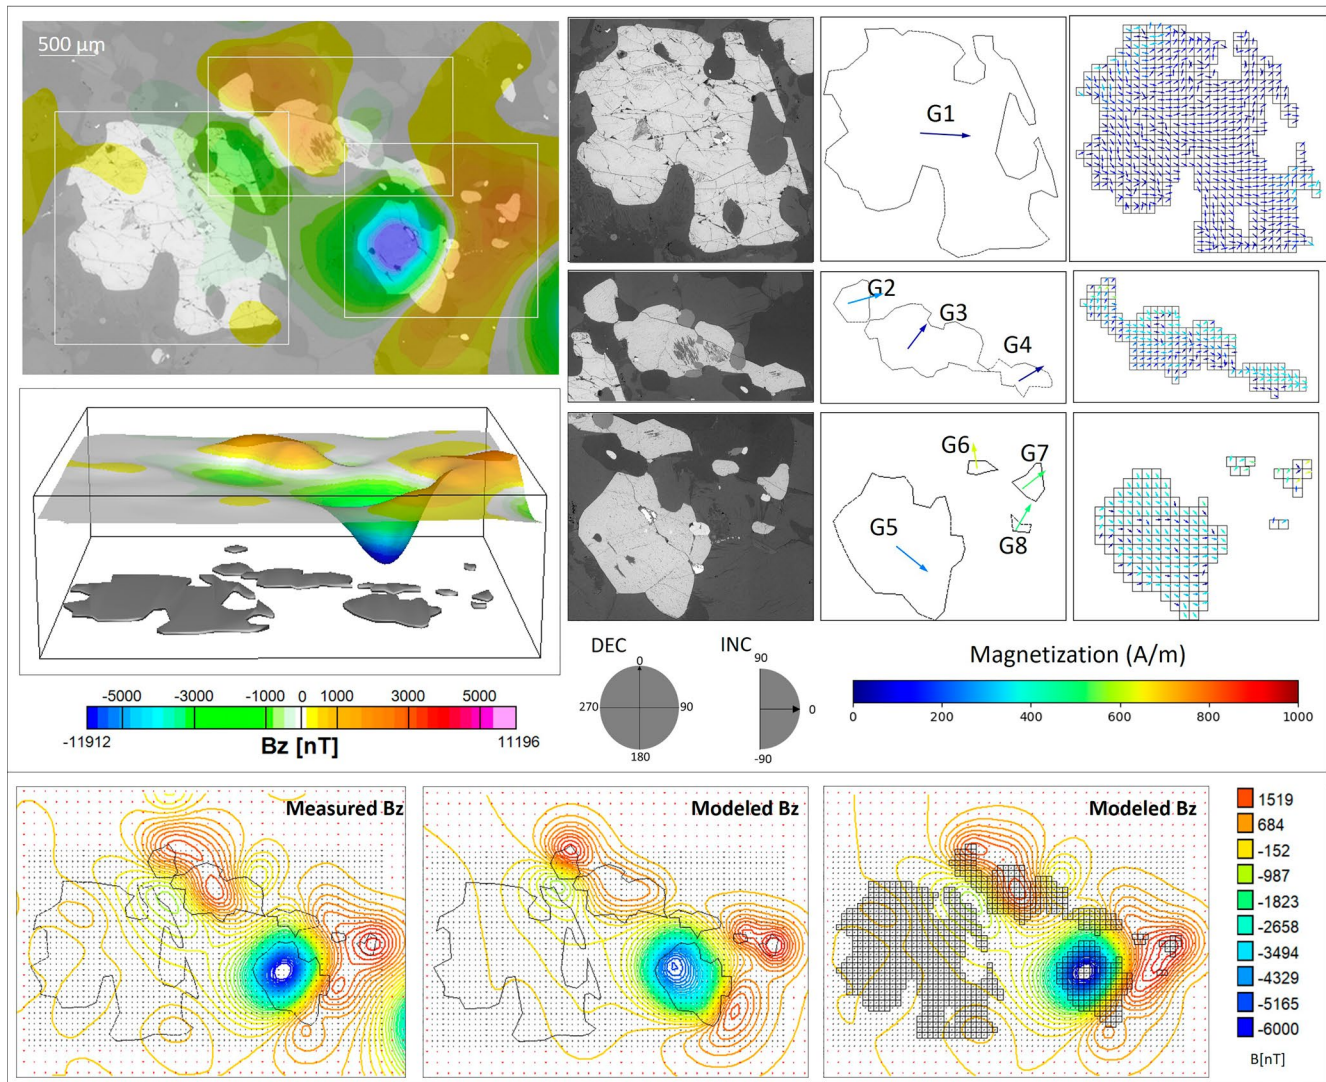 500 µm
G1
G2
G3
G4
G5
G6
G7
G8
DEC
0
270
90
180
INC
90
0
-90
Magnetization (A/m)
0 200 400 600 800 1000
-5000 -3000 -1000 0 1000 3000 5000
-11912 Bz [nT] 11196
Measured Bz
Modeled Bz
Modeled Bz
1519
684
-152
-987
-1823
-2658
-3494
-4329
-5165
-6000
B[nT]